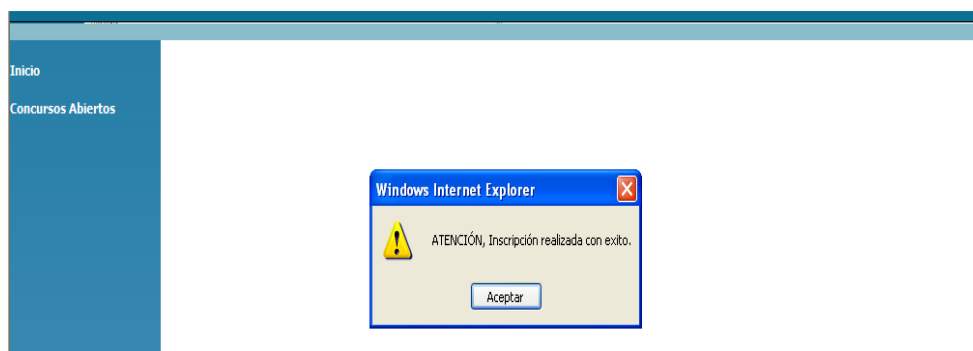 Inicio
Concursos Abiertos
Windows Internet Explorer
ATENCIÓN, Inscripción realizada con exito.
Aceptar